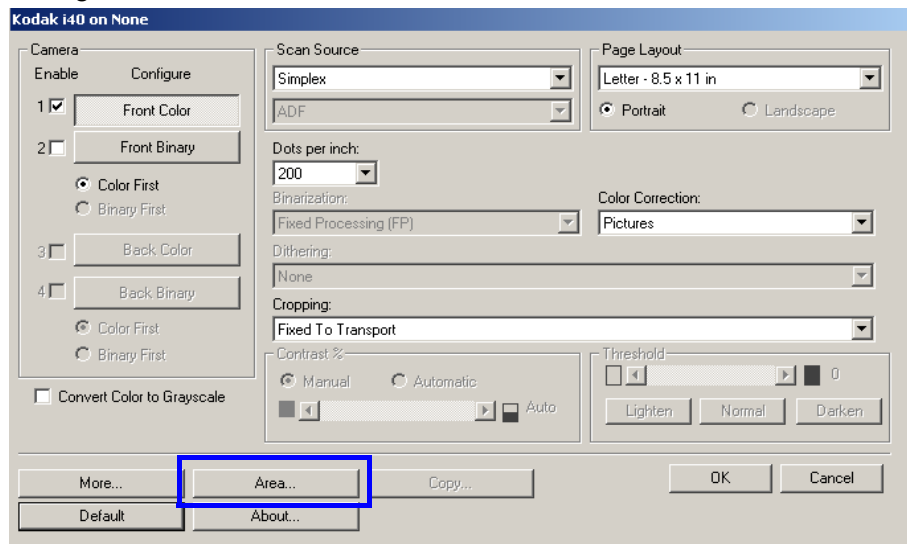 Kodak i40 on None
Camera
Enable Configure
1 Front Color
2 Front Binary
Color First
Binary First
3 Back Color
4 Back Binary
Color First
Binary First
Convert Color to Grayscale
Scan Source
Simplex
ADF
Page Layout
Letter - 8.5 x 11 in
Portrait Landscape
Dots per inch:
200
Binarization:
Fixed Processing (FP)
Color Correction:
Pictures
Dithering:
None
Cropping:
Fixed To Transport
Contrast %
Manual Automatic
Auto
Threshold
0
Lighten Normal Darken
More... Area... Copy... OK Cancel
Default About...